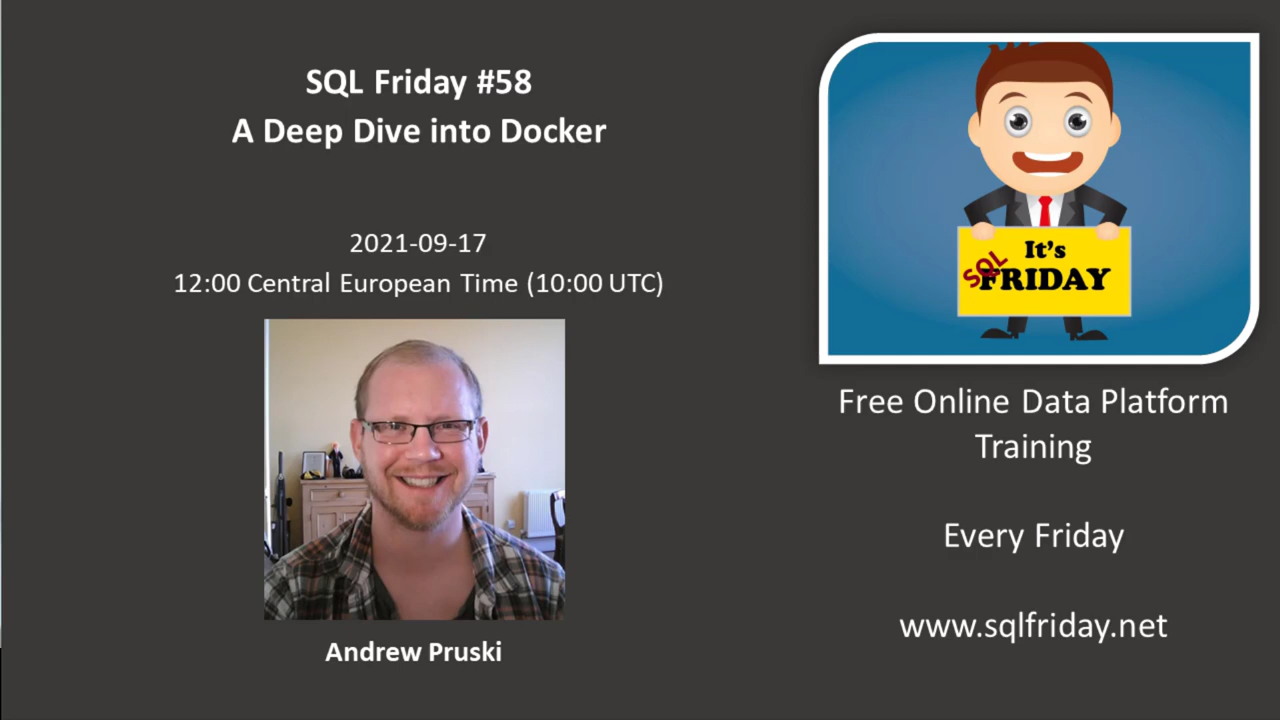 SQL Friday #58
A Deep Dive into Docker
2021-09-17
12:00 Central European Time (10:00 UTC)
Andrew Pruski
It's
SQL
FRIDAY
Free Online Data Platform
Training
Every Friday
www.sqlfriday.net